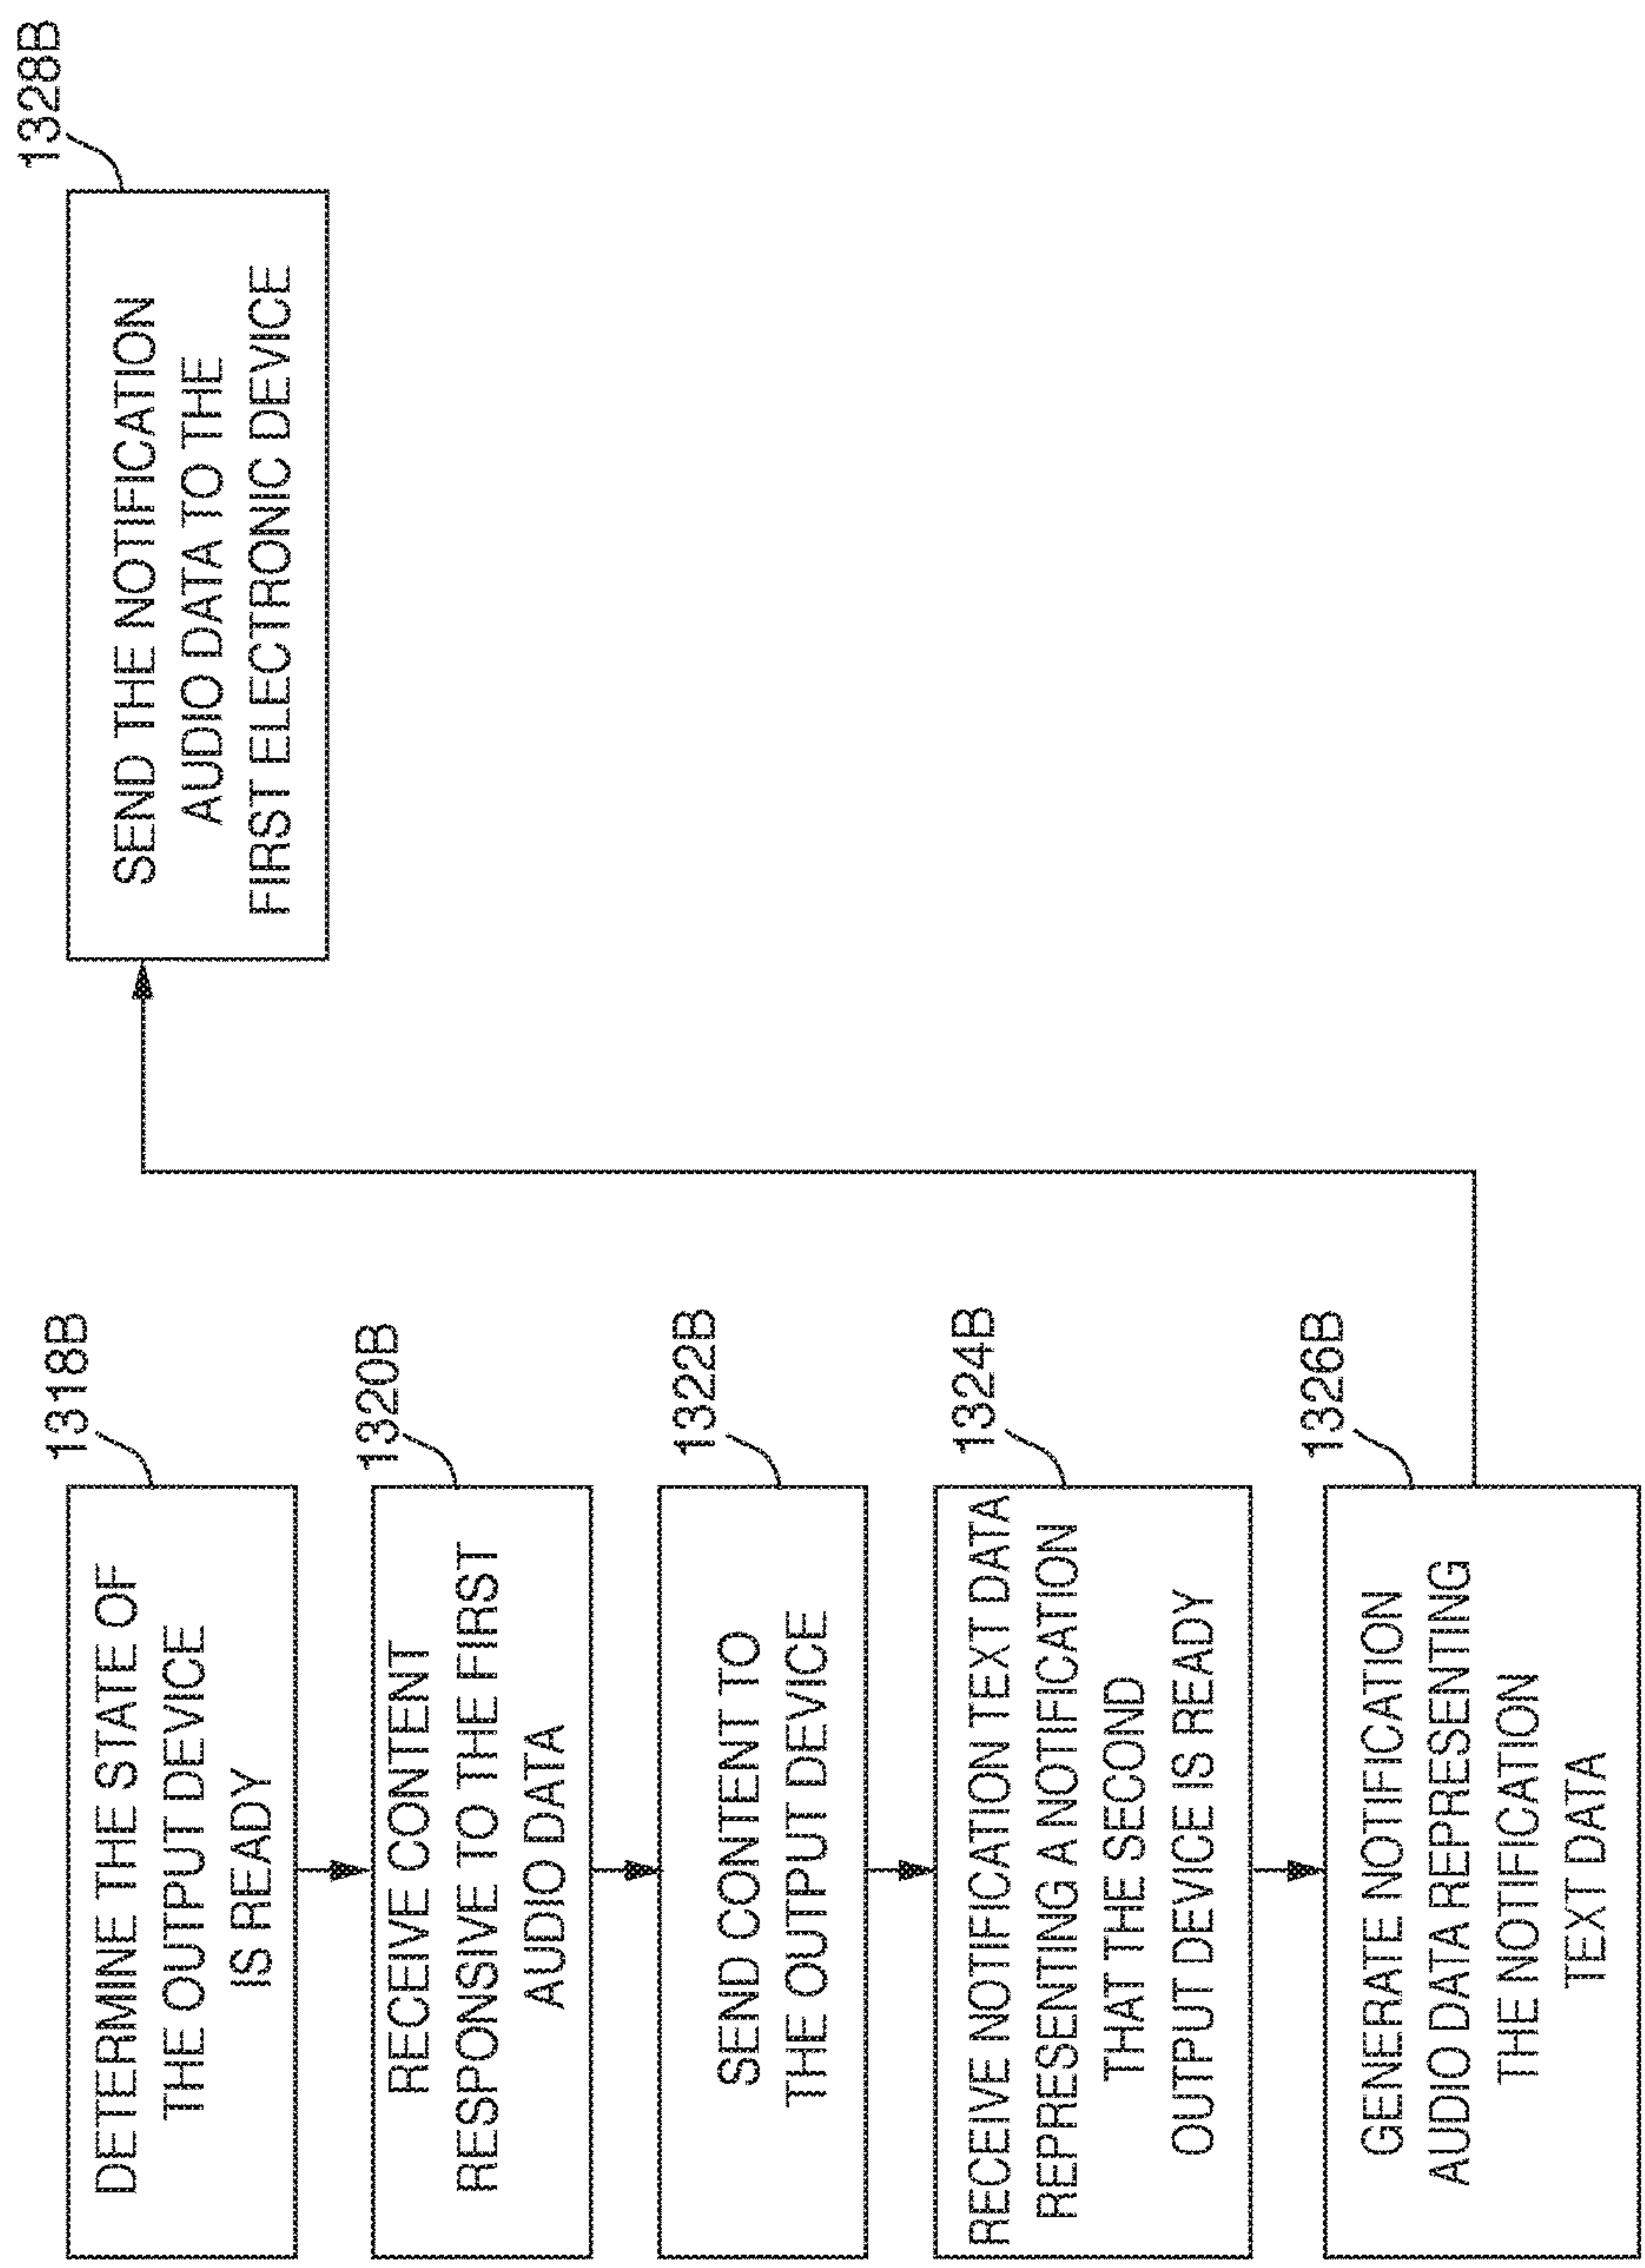 1318B
DETERMINE THE STATE OF
THE OUTPUT DEVICE
IS READY
1320B
RECEIVE CONTENT
RESPONSIVE TO THE FIRST
AUDIO DATA
1322B
SEND CONTENT TO
THE OUTPUT DEVICE
1324B
RECEIVE NOTIFICATION TEXT DATA
REPRESENTING A NOTIFICATION
THAT THE SECOND
OUTPUT DEVICE IS READY
1326B
GENERATE NOTIFICATION
AUDIO DATA REPRESENTING
THE NOTIFICATION
TEXT DATA
1328B
SEND THE NOTIFICATION
AUDIO DATA TO THE
FIRST ELECTRONIC DEVICE